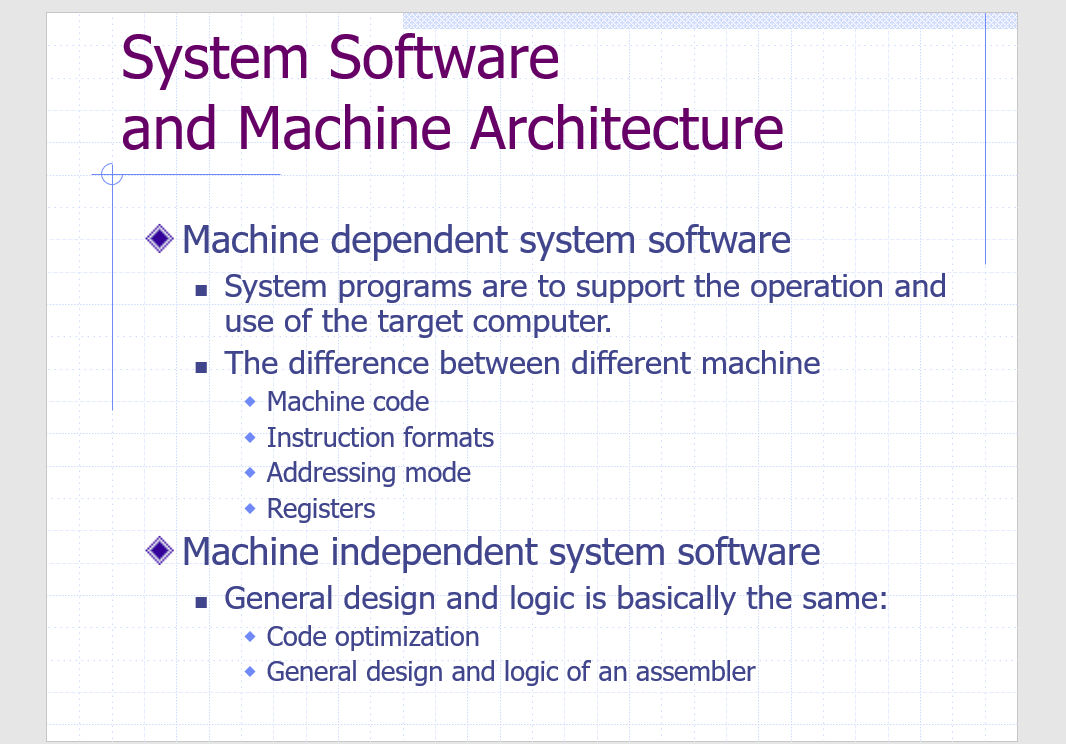 System Software
and Machine Architecture
Machine dependent system software
System programs are to support the operation and
use of the target computer.
The difference between different machine
Machine code
Instruction formats
Addressing mode
Registers
Machine independent system software
General design and logic is basically the same:
Code optimization
General design and logic of an assembler